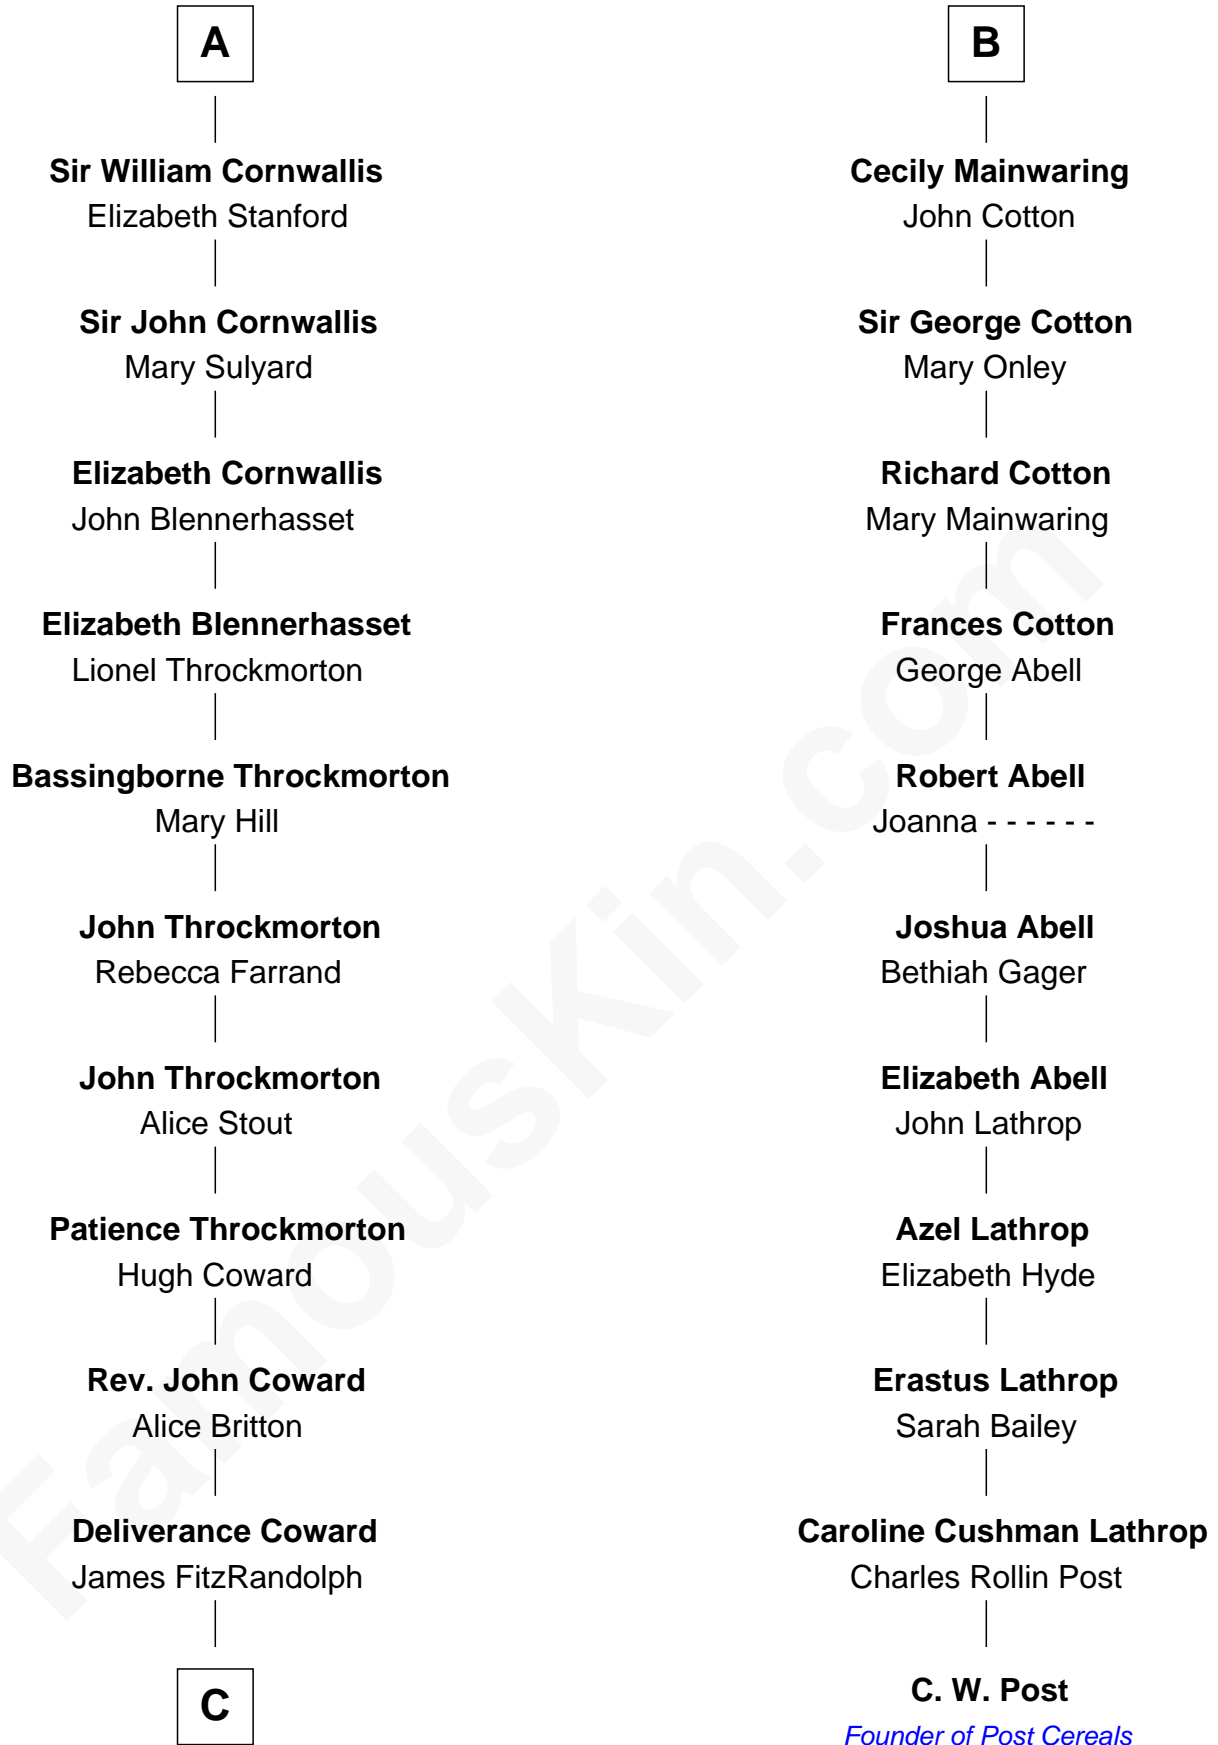 A
Sir William Cornwallis
Elizabeth Stanford
Sir John Cornwallis
Mary Sulyard
Elizabeth Cornwallis
John Blennerhasset
Elizabeth Blennerhasset
Lionel Throckmorton
Bassingborne Throckmorton
Mary Hill
John Throckmorton
Rebecca Farrand
John Throckmorton
Alice Stout
Patience Throckmorton
Hugh Coward
Rev. John Coward
Alice Britton
Deliverance Coward
James FitzRandolph
C
B
Cecily Mainwaring
John Cotton
Sir George Cotton
Mary Onley
Richard Cotton
Mary Mainwaring
Frances Cotton
George Abell
Robert Abell
Joanna - - - - - -
Joshua Abell
Bethiah Gager
Elizabeth Abell
John Lathrop
Azel Lathrop
Elizabeth Hyde
Erastus Lathrop
Sarah Bailey
Caroline Cushman Lathrop
Charles Rollin Post
C. W. Post
Founder of Post Cereals
FamousKin.com